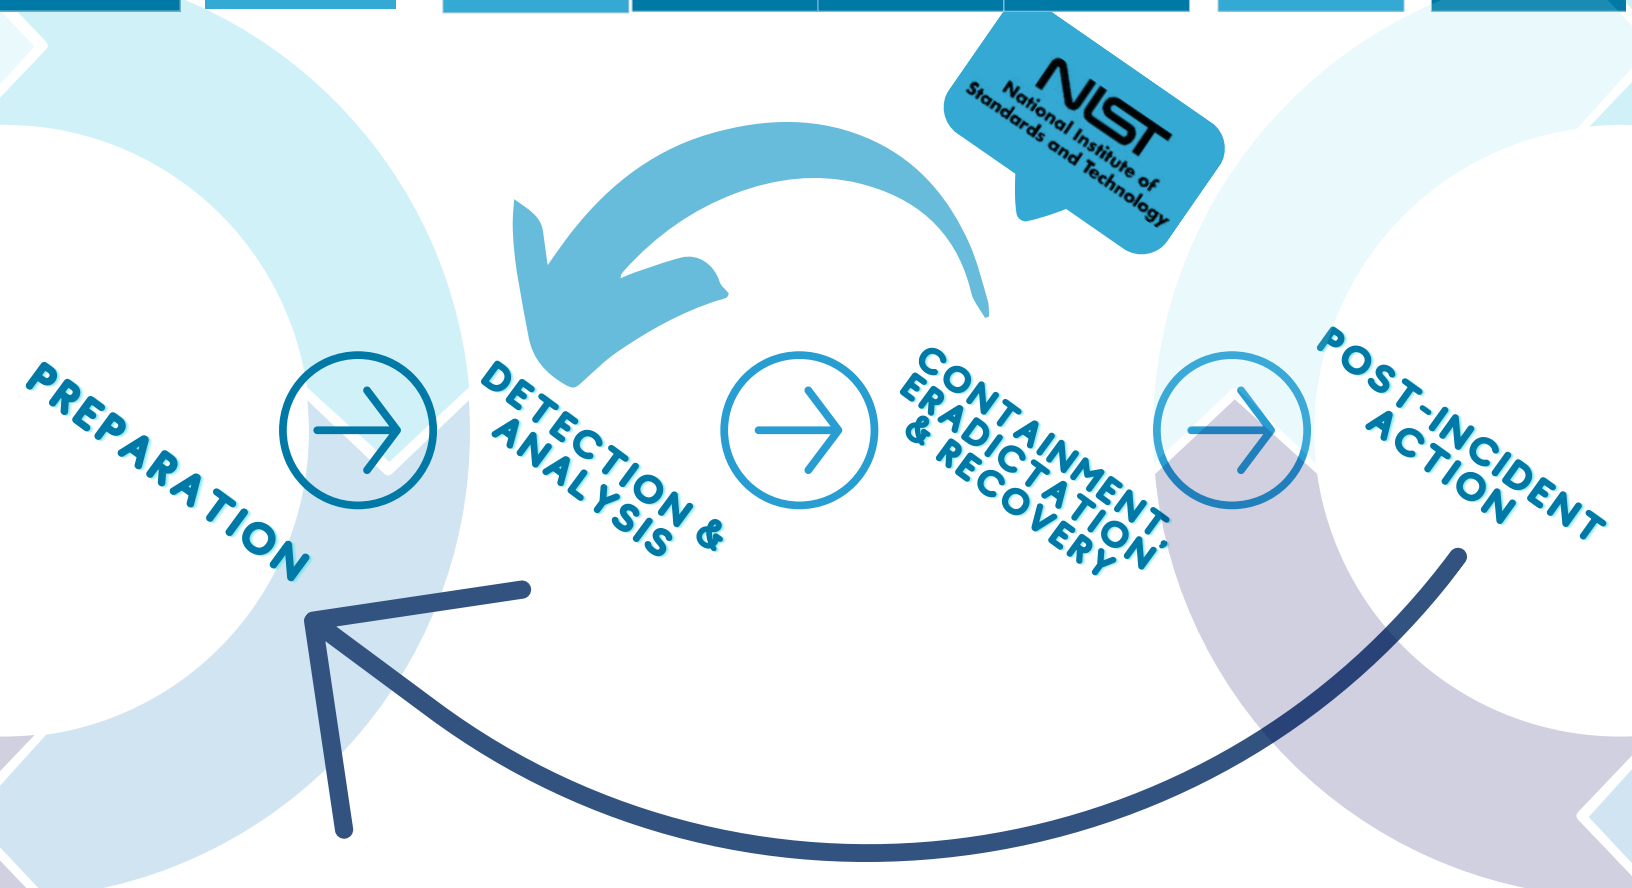 NIST
National Institute of
Standards and Technology
PREPARATION
DETECTION &
ANALYSIS
CONTAINMENT,
ERADICTATION,
& RECOVERY
POST-INCIDENT
ACTION